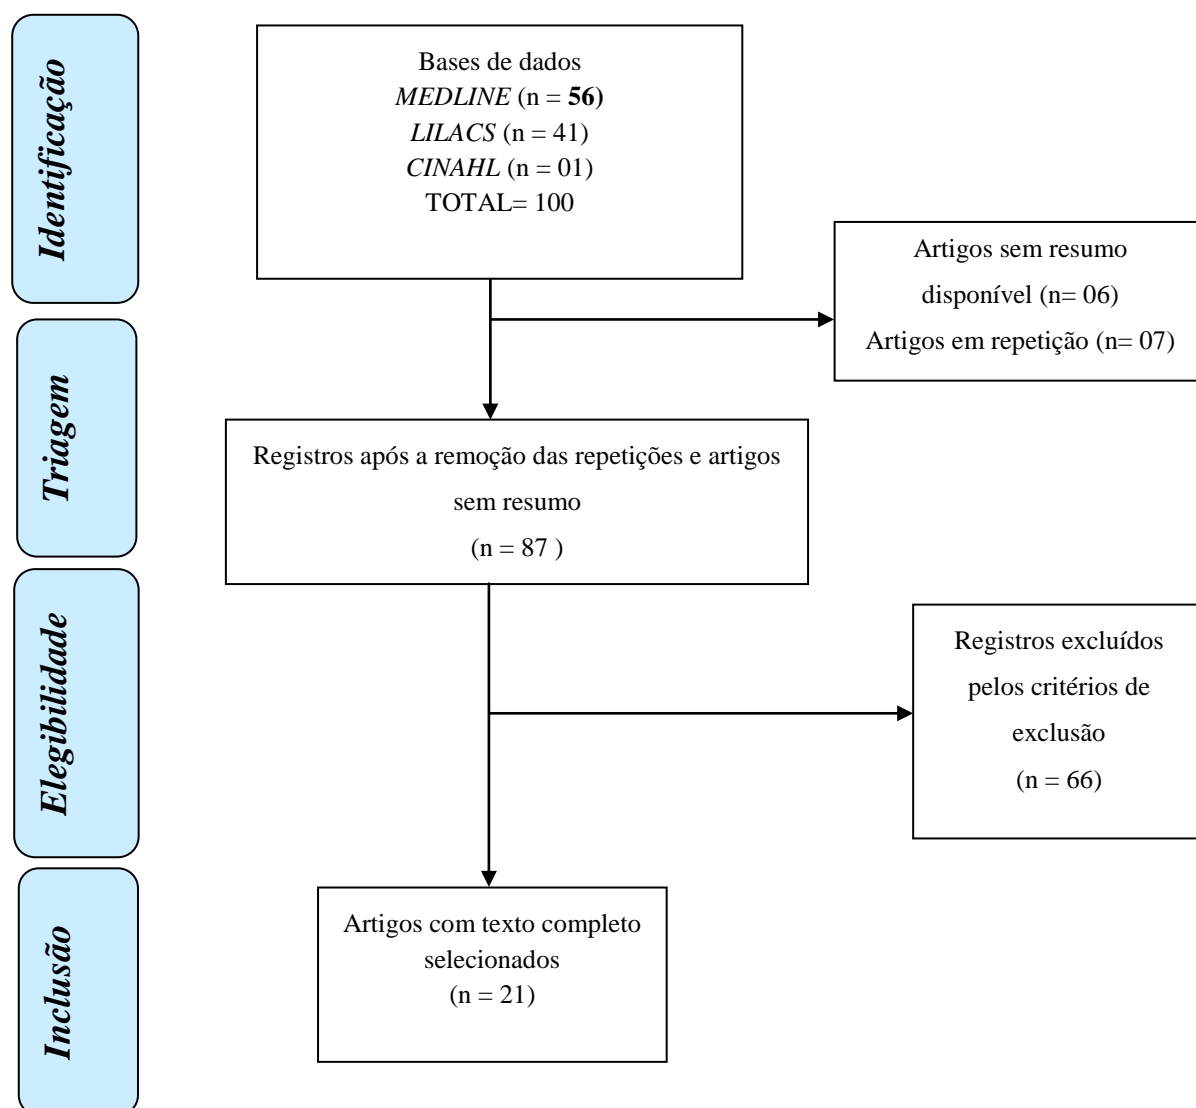 Identificação
Bases de dados
MEDLINE (n = 56)
LILACS (n = 41)
CINAHL (n = 01)
TOTAL= 100
Artigos sem resumo
disponível (n= 06)
Artigos em repetição (n= 07)
Triagem
Registros após a remoção das repetições e artigos
sem resumo
(n = 87 )
Elegibilidade
Registros excluídos
pelos critérios de
exclusão
(n = 66)
Inclusão
Artigos com texto completo
selecionados
(n = 21)